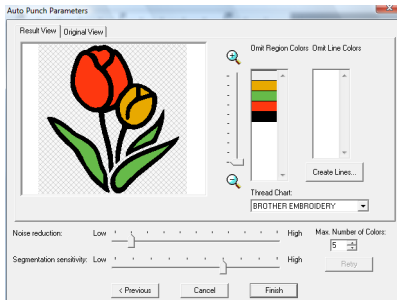 Auto Punch Parameters
Result View Original View
Omit Region Colors Omit Line Colors
Create Lines...
Thread Chart:
BROTHER EMBROIDERY
Noise reduction: Low High Max. Number of Colors:
5
Segmentation sensitivity: Low High Retry
< Previous Cancel Finish